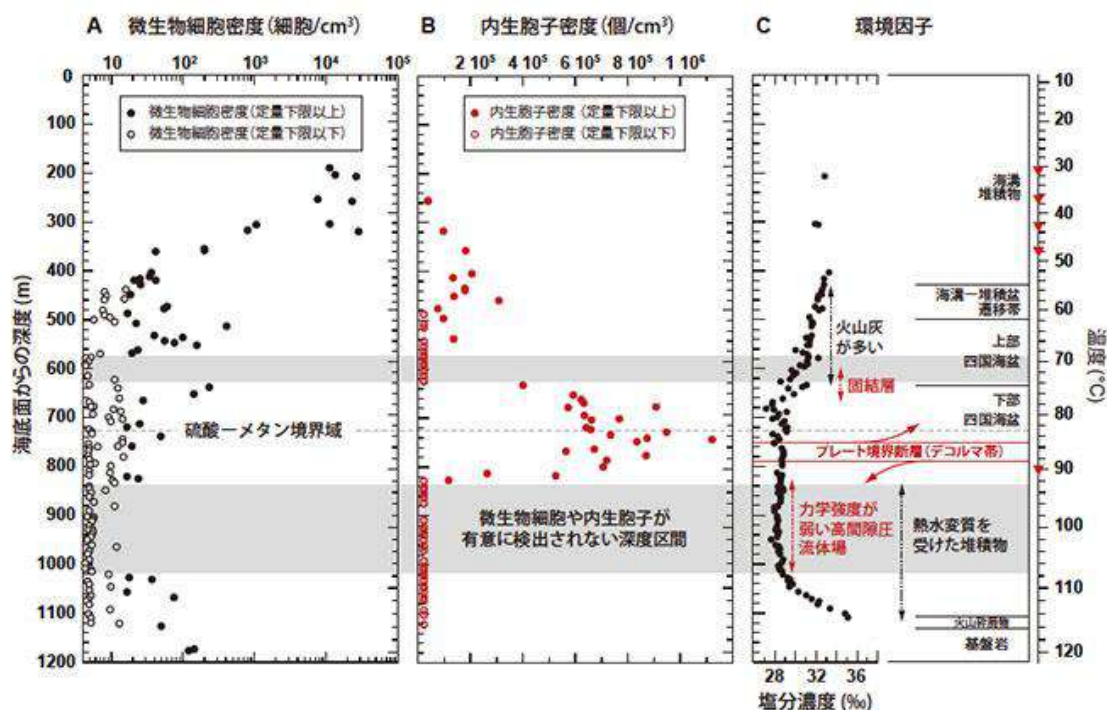 A 微生物細胞密度(細胞/cm³)
10 10² 10³ 10⁴ 10⁵
B 内生胞子密度(個/cm³)
2 10⁵ 4 10⁵ 6 10⁵ 8 10⁵ 1 10⁶
C 環境因子
微生物細胞密度(定量下限以上)
微生物細胞密度(定量下限以下)
内生胞子密度(定量下限以上)
内生胞子密度(定量下限以下)
海底面からの深度(m)
0
100
200
300
400
500
600
700
800
900
1000
1100
1200
硫酸ーメタン境界域
微生物細胞や内生胞子が
有意に検出されない深度区間
火山灰
が多い
固結層
プレート境界断層(デコルマ帯)
力学強度が
弱い高間隙圧
流体場
熱水変質を
受けた堆積物
海溝
堆積物
海溝ー堆積盆
遷移帯
上部
四国海盆
下部
四国海盆
基盤岩
28 32 36
塩分濃度(‰)
10
20
30
40
50
60
70
80
90
100
110
120
温度(°C)